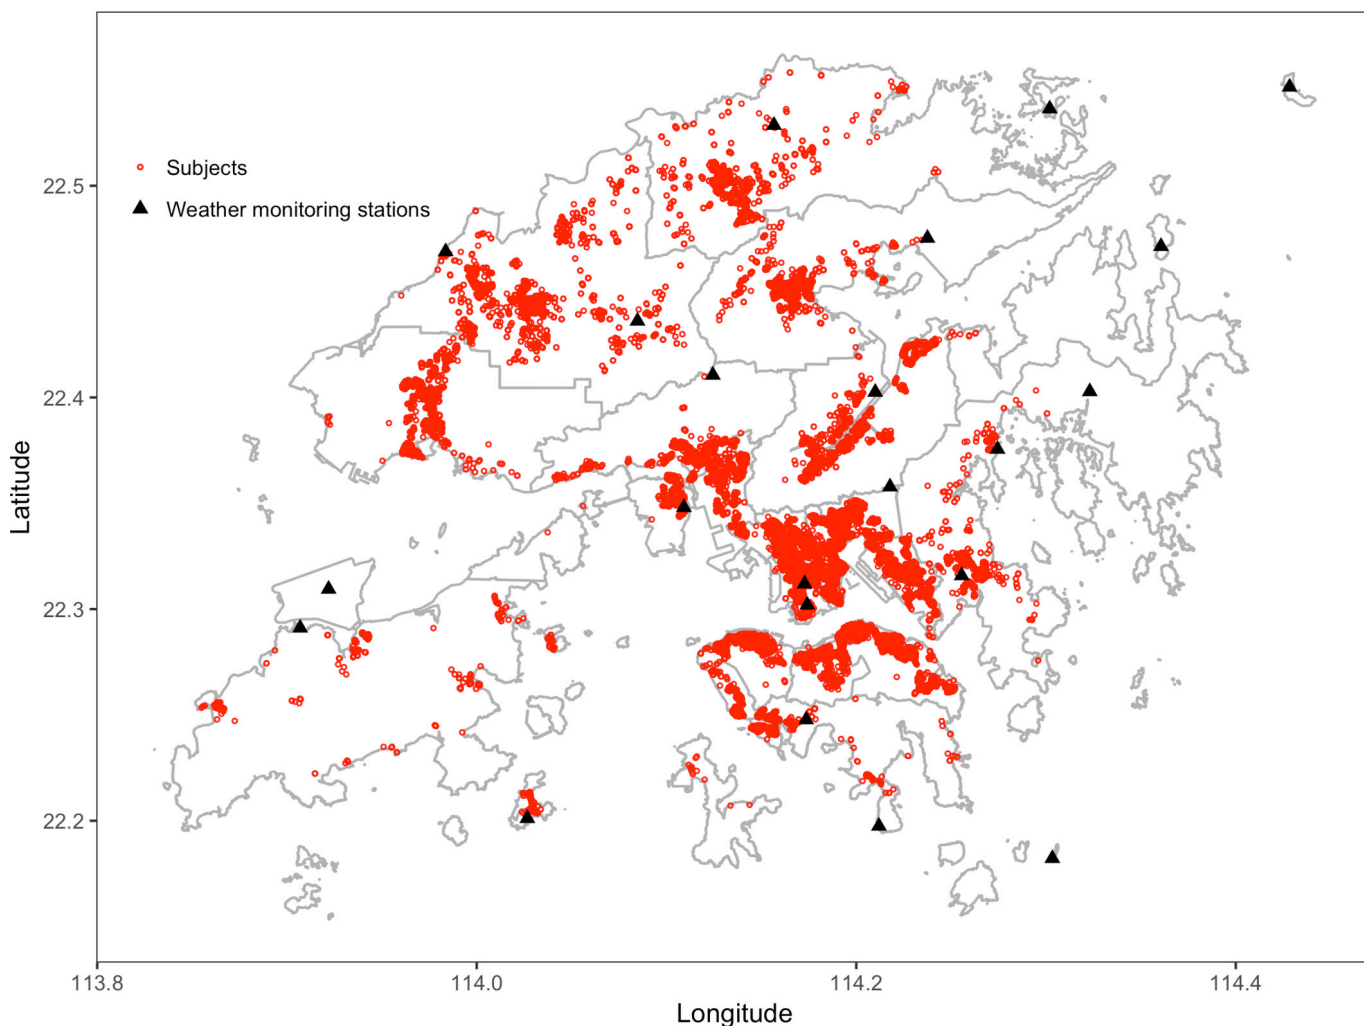 Subjects
Weather monitoring stations
22.5
22.4
22.3
22.2
Latitude
113.8
114.0
114.2
114.4
Longitude